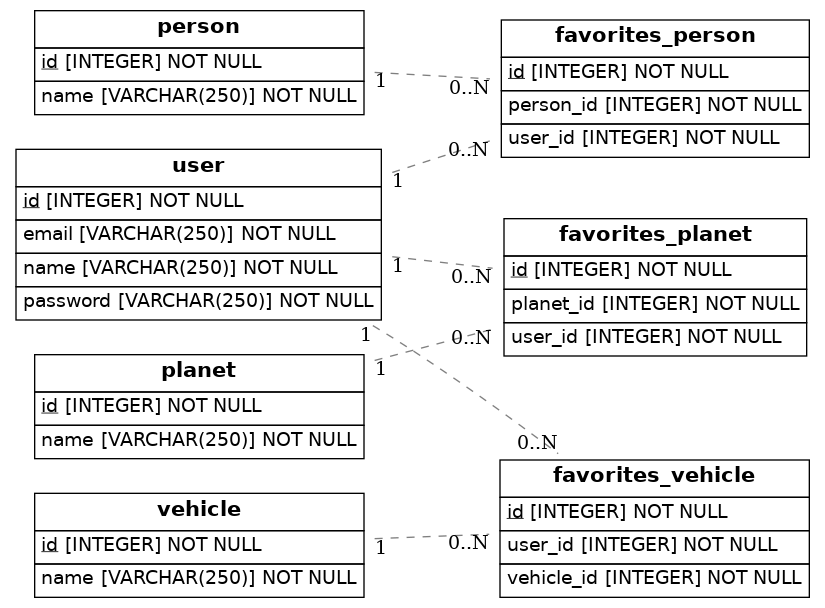 person
id [INTEGER] NOT NULL
name [VARCHAR(250)] NOT NULL
1
0..N
favorites_person
id [INTEGER] NOT NULL
person_id [INTEGER] NOT NULL
user_id [INTEGER] NOT NULL
user
id [INTEGER] NOT NULL
email [VARCHAR(250)] NOT NULL
name [VARCHAR(250)] NOT NULL
password [VARCHAR(250)] NOT NULL
1
0..N
1
0..N
1
0..N
favorites_planet
id [INTEGER] NOT NULL
planet_id [INTEGER] NOT NULL
user_id [INTEGER] NOT NULL
planet
id [INTEGER] NOT NULL
name [VARCHAR(250)] NOT NULL
1
0..N
favorites_vehicle
id [INTEGER] NOT NULL
user_id [INTEGER] NOT NULL
vehicle_id [INTEGER] NOT NULL
vehicle
id [INTEGER] NOT NULL
name [VARCHAR(250)] NOT NULL
1
0..N